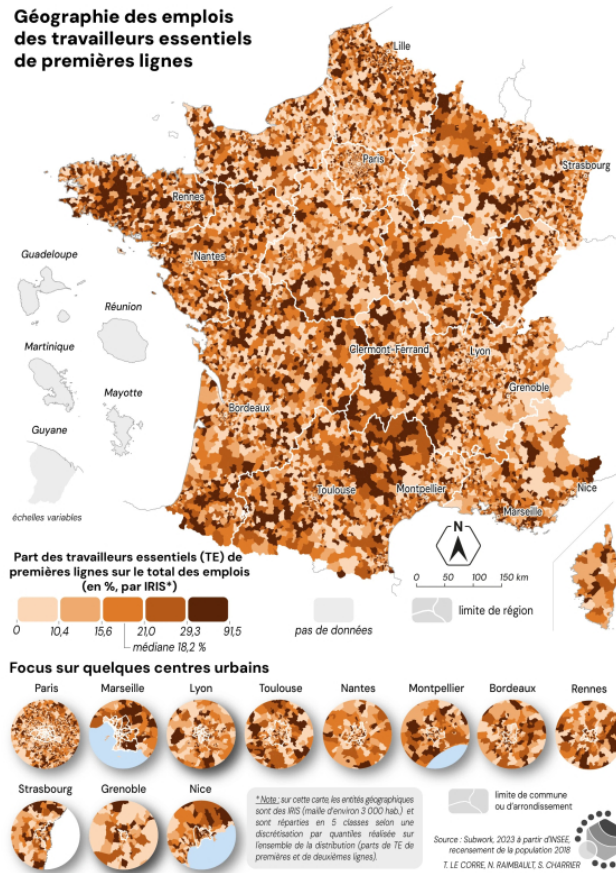 Géographie des emplois
des travailleurs essentiels
de premières lignes
Lille
Paris
Strasbourg
Rennes
Nantes
Guadeloupe
Réunion
Martinique
Mayotte
Guyane
échelles variables
Clermont-Ferrand
Lyon
Grenoble
Bordeaux
Toulouse
Montpellier
Nice
Marseille
N
0 50 100 150 km
Part des travailleurs essentiels (TE) de
premières lignes sur le total des emplois
(en %, par IRIS*)
0 10,4 15,6 21,0 29,3 91,5
médiane 18,2 %
pas de données
limite de région
Focus sur quelques centres urbains
Paris Marseille Lyon Toulouse Nantes Montpellier Bordeaux Rennes
Strasbourg Grenoble Nice
* Note : sur cette carte, les entités géographiques
sont des IRIS (maille d'environ 3 000 hab.) et
sont réparties en 5 classes selon une
discrétisation par quantiles réalisée sur
l'ensemble de la distribution (parts de TE de
premières et de deuxièmes lignes).
limite de commune
ou d'arrondissement
Source : Subwork, 2023 à partir d'INSEE,
recensement de la population 2018
T. LE CORRE, N. RAIMBAULT, S. CHARRIER